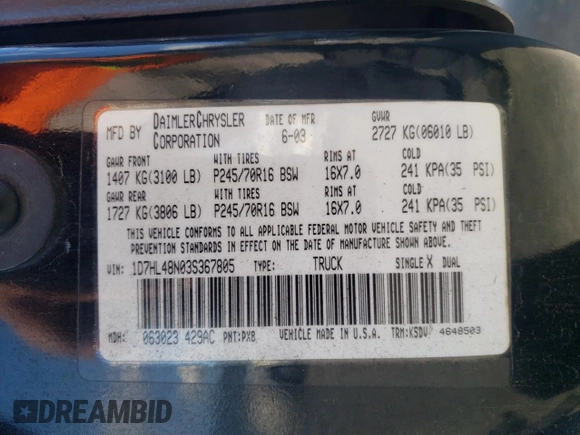 MFD BY DAIMLERCHRYSLER CORPORATION DATE OF MFR 6-03 GVWR 2727 KG(06010 LB)
GAWR FRONT WITH TIRES RIMS AT COLD
1407 KG(3100 LB) P245/70R16 BSW 16X7.0 241 KPA(35 PSI)
GAWR REAR WITH TIRES RIMS AT COLD
1727 KG(3806 LB) P245/70R16 BSW 16X7.0 241 KPA(35 PSI)
THIS VEHICLE CONFORMS TO ALL APPLICABLE FEDERAL MOTOR VEHICLE SAFETY AND THEFT
PREVENTION STANDARDS IN EFFECT ON THE DATE OF MANUFACTURE SHOWN ABOVE.
VIN: 1D7HL48N03S367805 TYPE: TRUCK SINGLE X DUAL
MDH: 063023 429AC PNT:PX8 VEHICLE MADE IN U.S.A. TRM:K5DV 4648503
DREAMBID